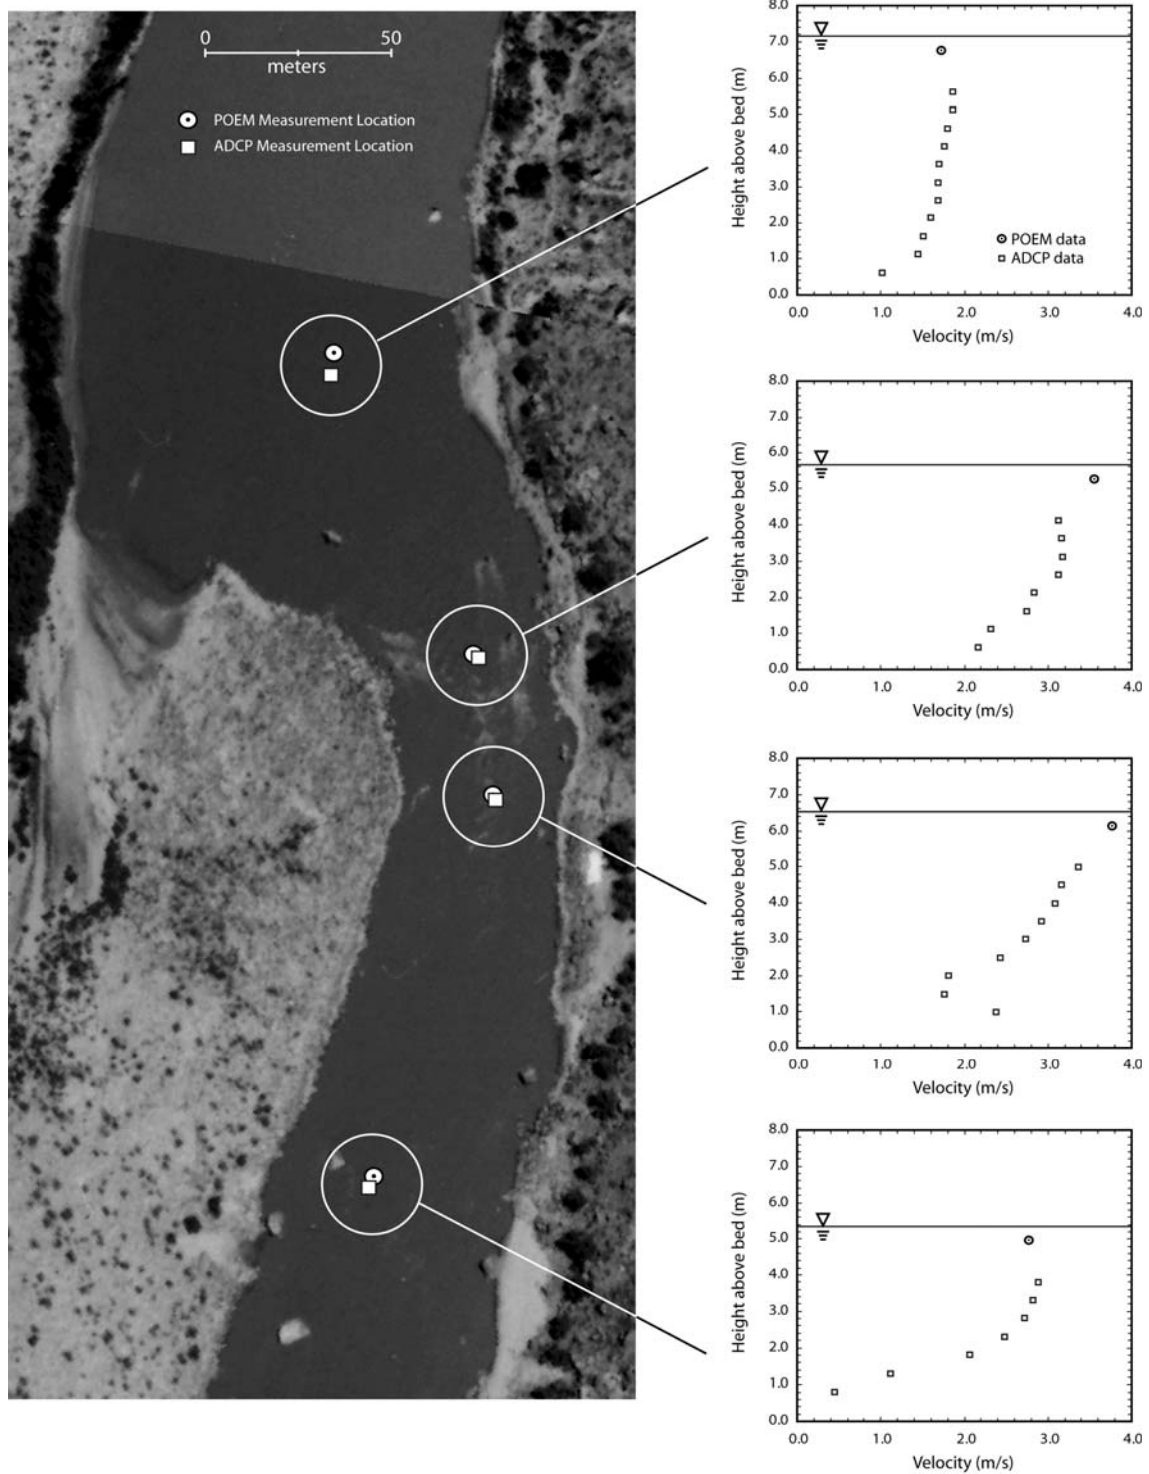 0 50
meters
POEM Measurement Location
ADCP Measurement Location
8.0
7.0
6.0
5.0
4.0
3.0
2.0
1.0
0.0
Height above bed (m)
POEM data
ADCP data
0.0 1.0 2.0 3.0 4.0
Velocity (m/s)
8.0
7.0
6.0
5.0
4.0
3.0
2.0
1.0
0.0
Height above bed (m)
0.0 1.0 2.0 3.0 4.0
Velocity (m/s)
8.0
7.0
6.0
5.0
4.0
3.0
2.0
1.0
0.0
Height above bed (m)
0.0 1.0 2.0 3.0 4.0
Velocity (m/s)
8.0
7.0
6.0
5.0
4.0
3.0
2.0
1.0
0.0
Height above bed (m)
0.0 1.0 2.0 3.0 4.0
Velocity (m/s)